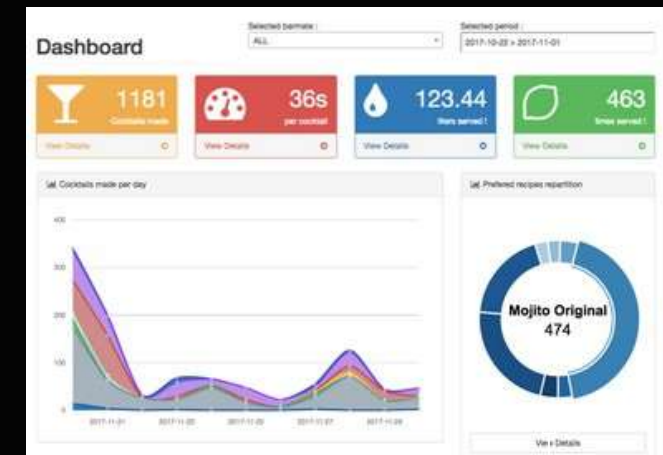 Selected barmate :
Selected period :
Dashboard
ALL
2017-10-22 > 2017-11-01
1181
Cocktails made
View Details
36s
per cocktail
View Details
123.44
liters served !
View Details
463
limes served !
View Details
Cocktails made per day
400
300
200
100
0
Prefered recipes repartition
Mojito Original
474
View Details